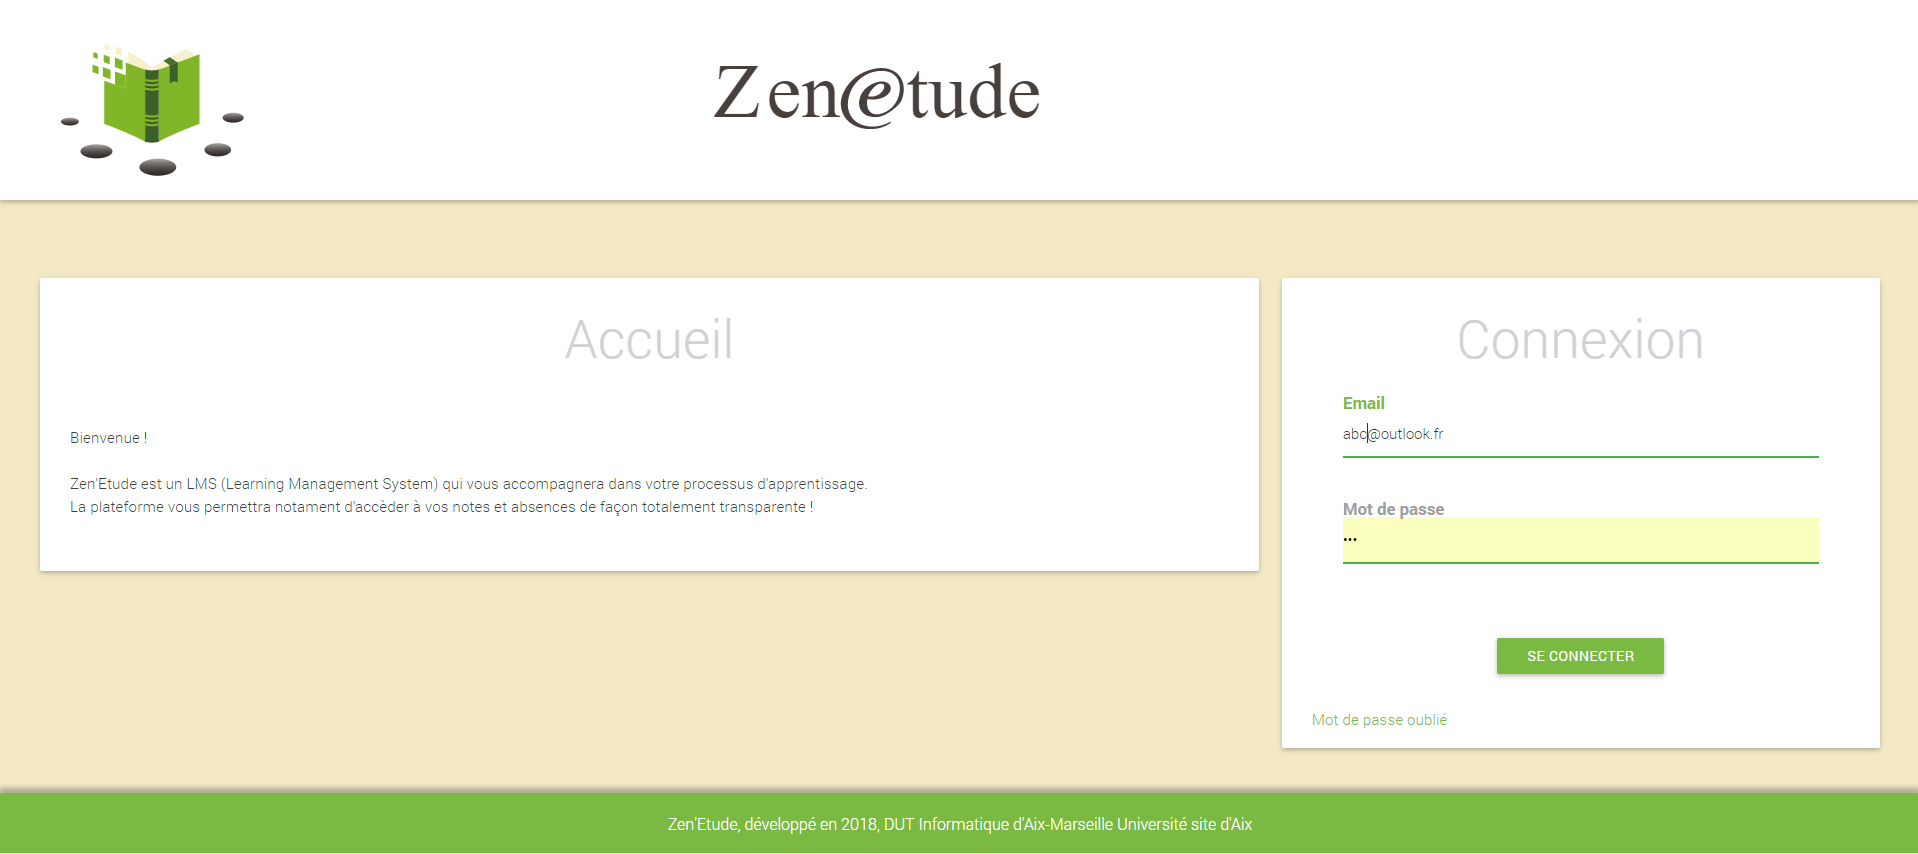 Zen@tude
Accueil
Bienvenue !
Zen'Etude est un LMS (Learning Management System) qui vous accompagnera dans votre processus d'apprentissage.
La plateforme vous permettra notament d'accèder à vos notes et absences de façon totalement transparente !
Connexion
Email
abc@outlook.fr
Mot de passe
•••
SE CONNECTER
Mot de passe oublié
Zen'Etude, développé en 2018, DUT Informatique d'Aix-Marseille Université site d'Aix